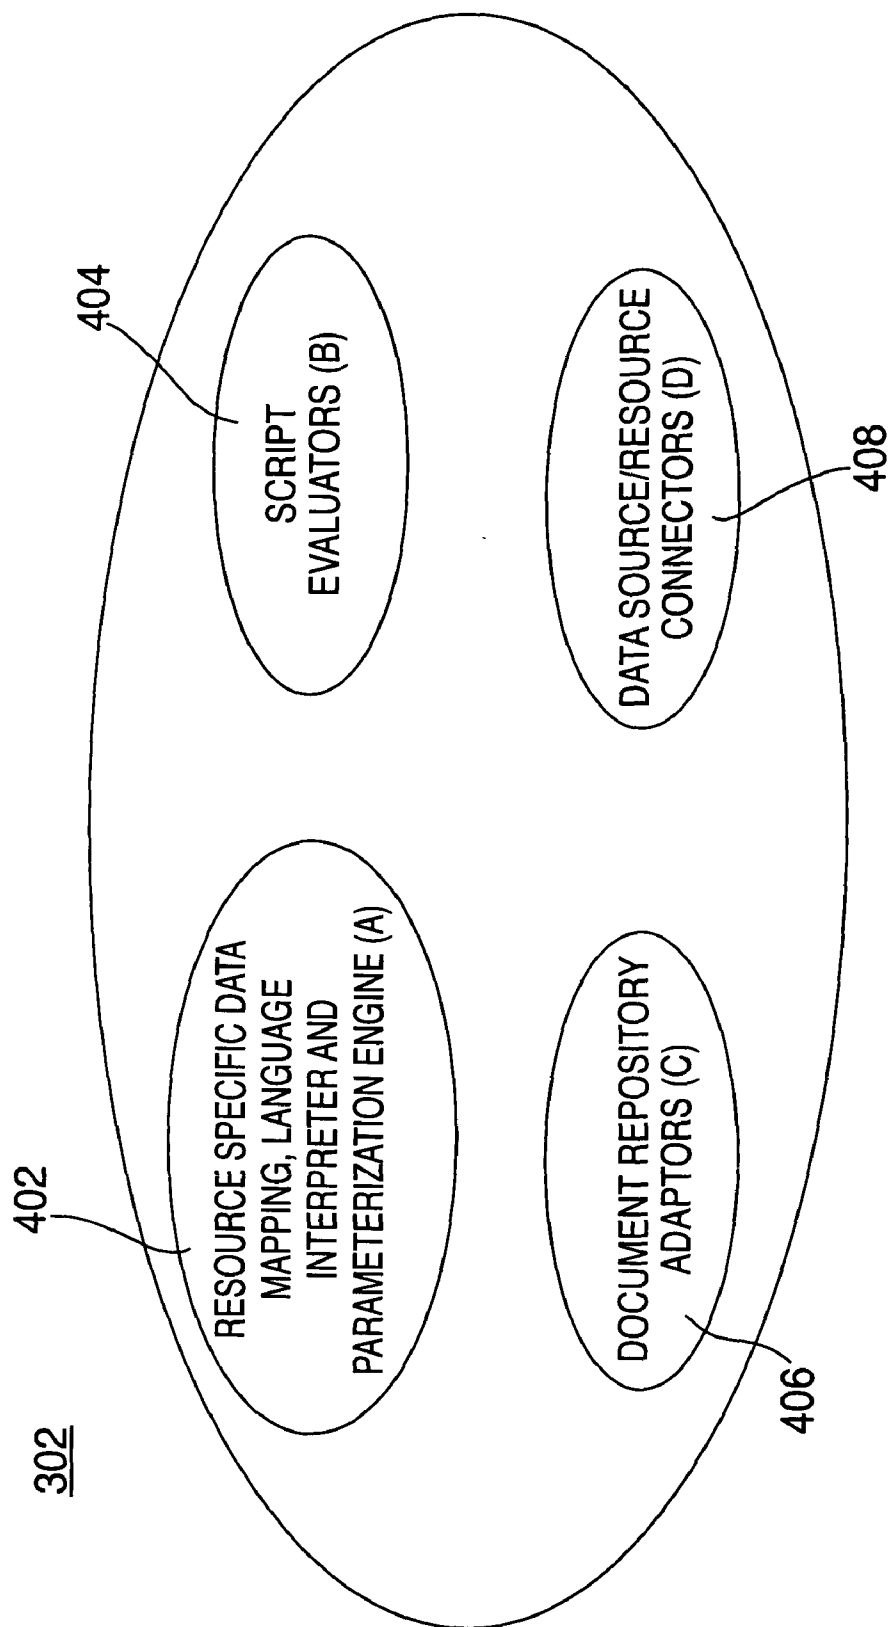 302
402
RESOURCE SPECIFIC DATA
MAPPING, LANGUAGE
INTERPRETER AND
PARAMETERIZATION ENGINE (A)
404
SCRIPT
EVALUATORS (B)
406
DOCUMENT REPOSITORY
ADAPTORS (C)
DATA SOURCE/RESOURCE
CONNECTORS (D)
408